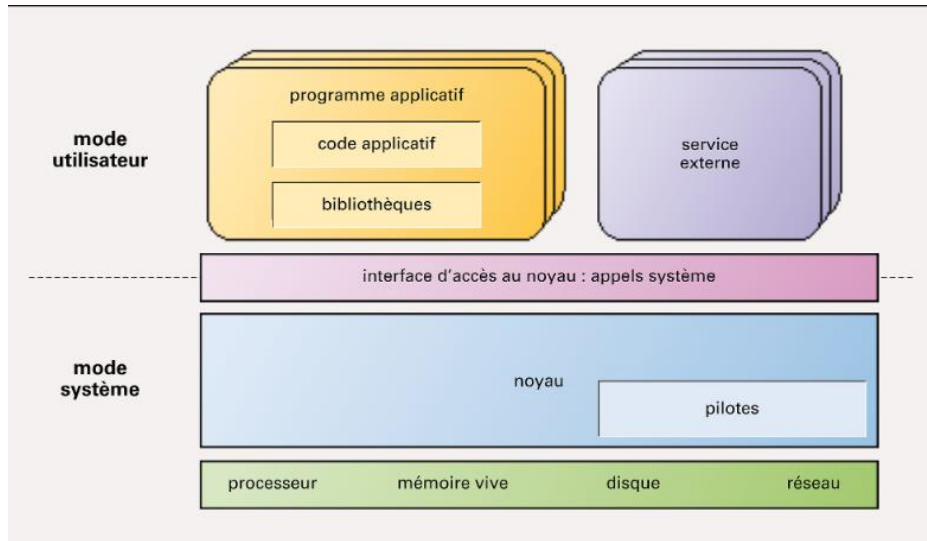 programme applicatif
code applicatif
bibliothèques
mode
utilisateur
service
externe
interface d'accès au noyau : appels système
mode
système
noyau
pilotes
processeur mémoire vive disque réseau